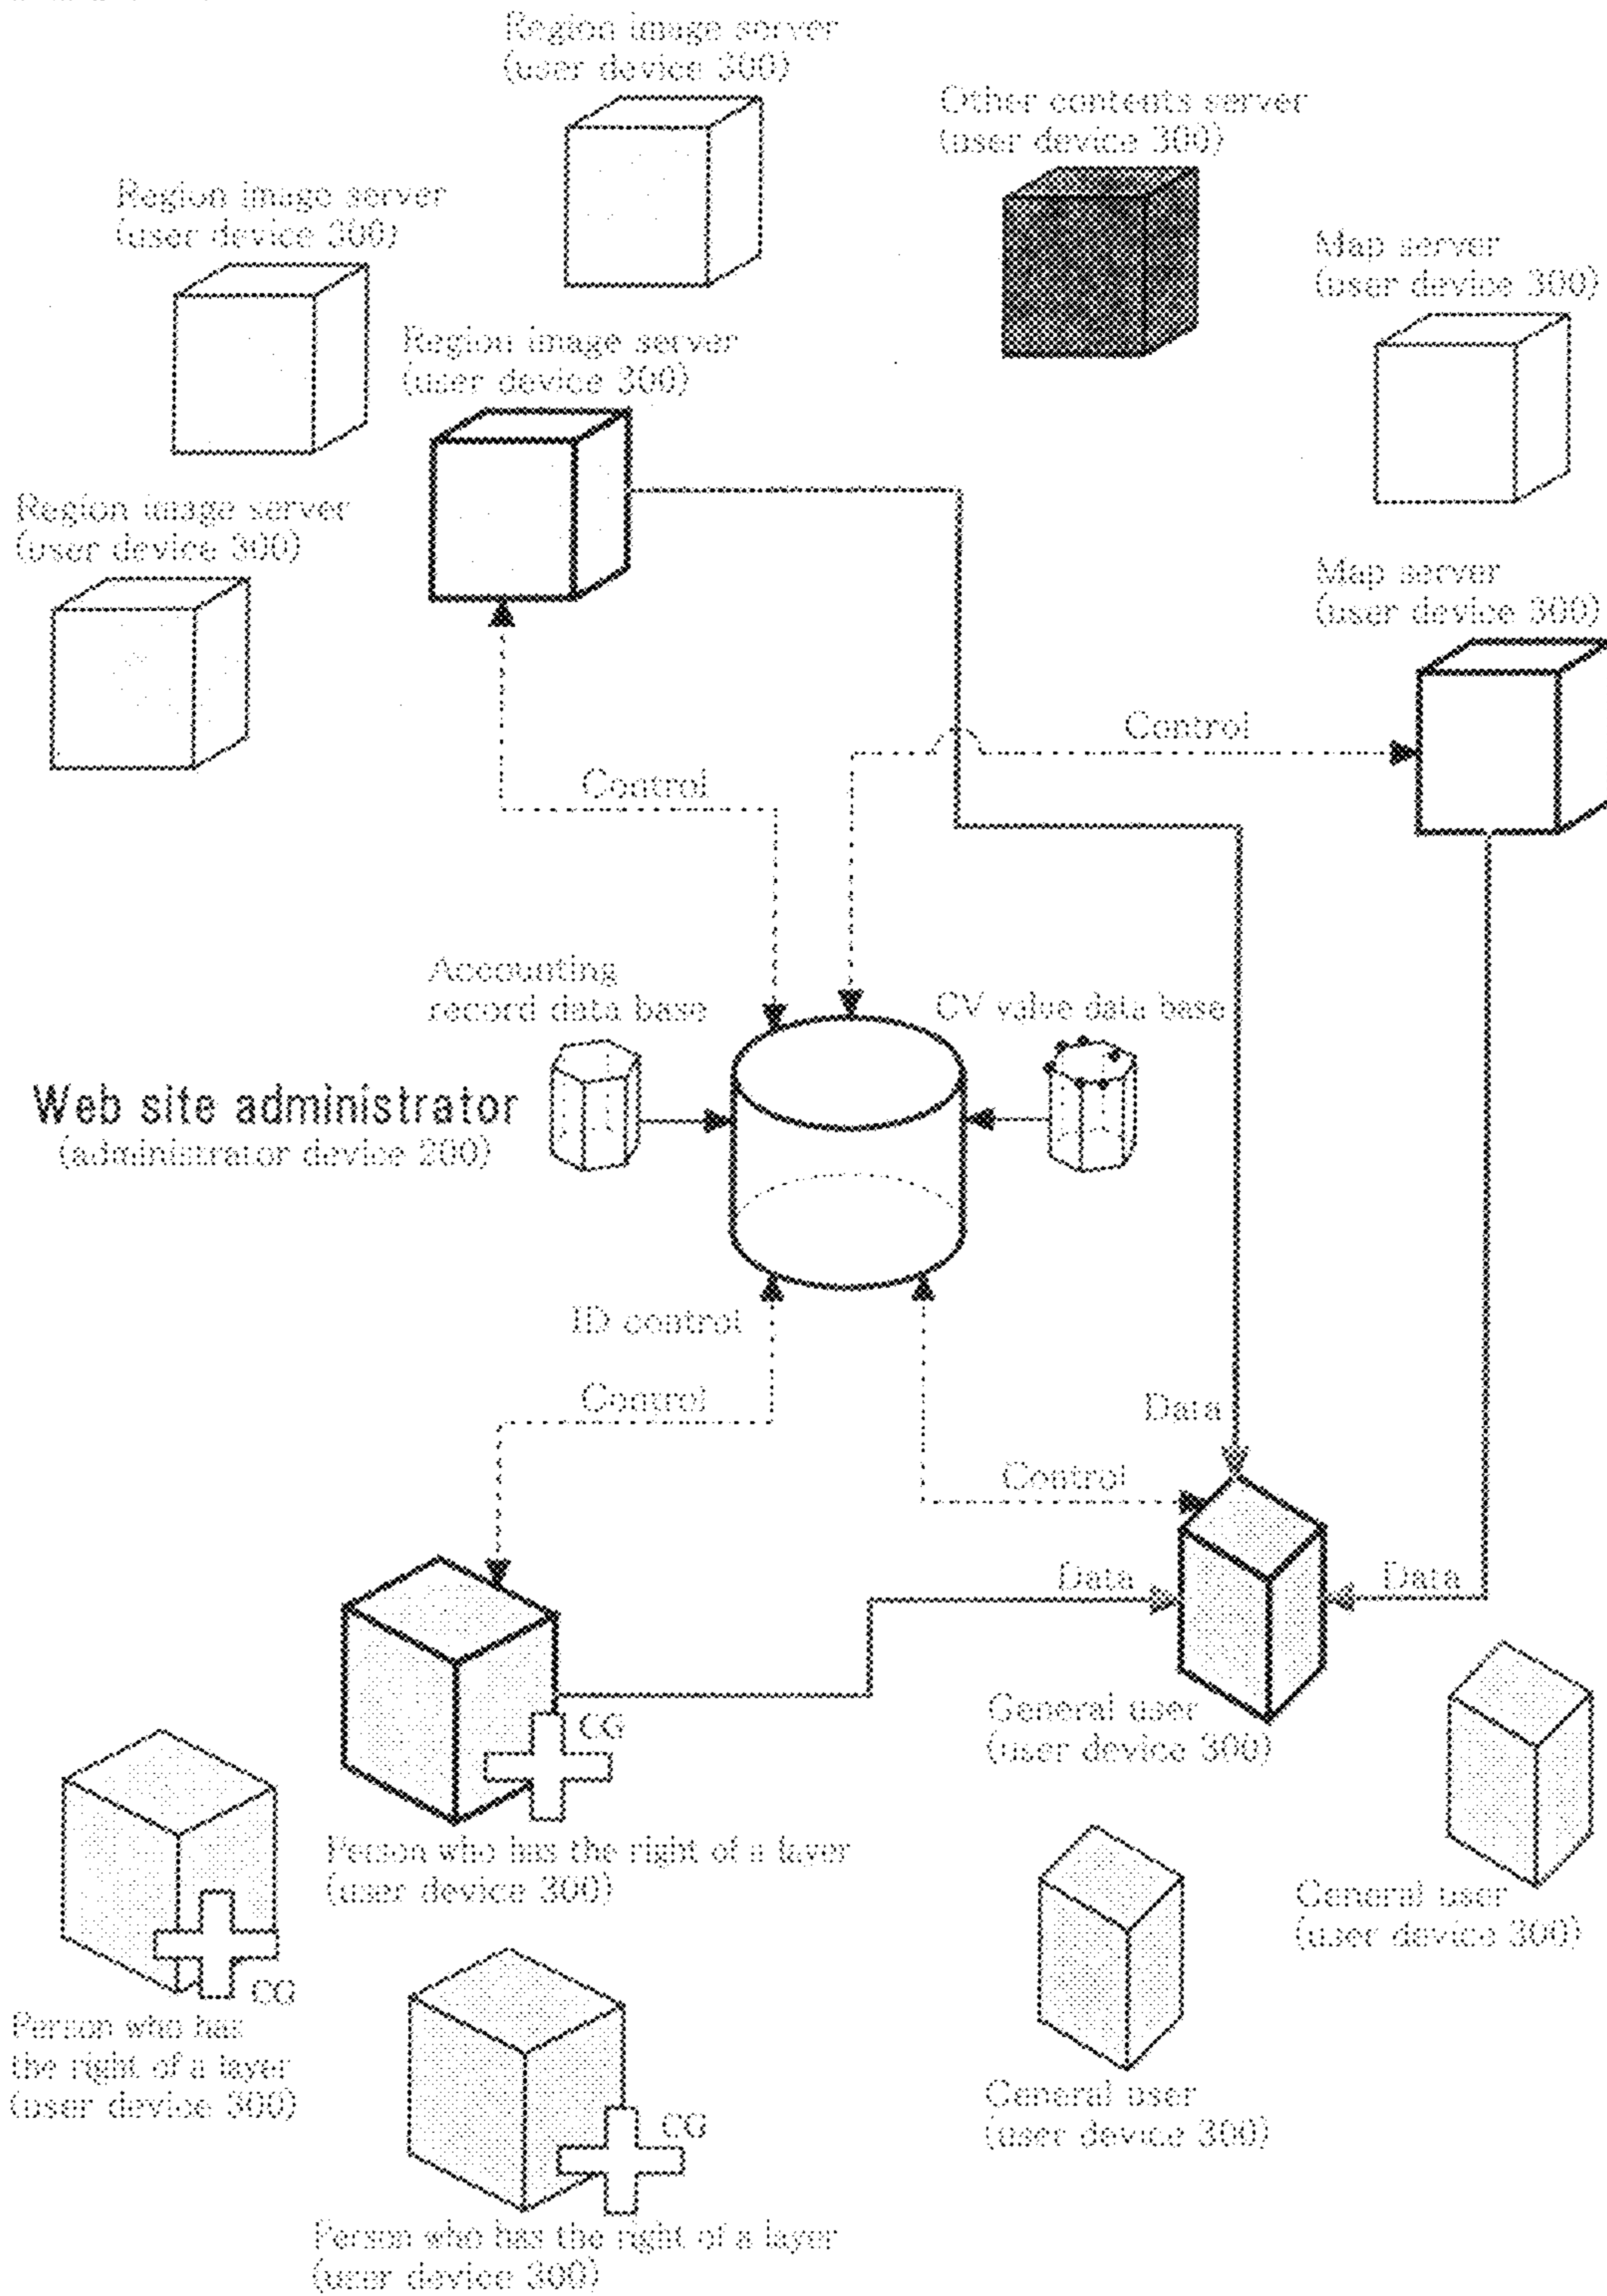 Region image server
(user device 300)
Other contents server
(user device 300)
Region image server
(user device 300)
Map server
(user device 300)
Region image server
(user device 300)
Region image server
(user device 300)
Map server
(user device 300)
Control
Control
Accounting
record data base
CV value data base
Web site administrator
(administrator device 200)
ID control
Control
Data
Control
Data
Data
General user
(user device 300)
CG
Person who has the right of a layer
(user device 300)
General user
(user device 300)
CG
Person who has
the right of a layer
(user device 300)
General user
(user device 300)
CG
Person who has the right of a layer
(user device 300)